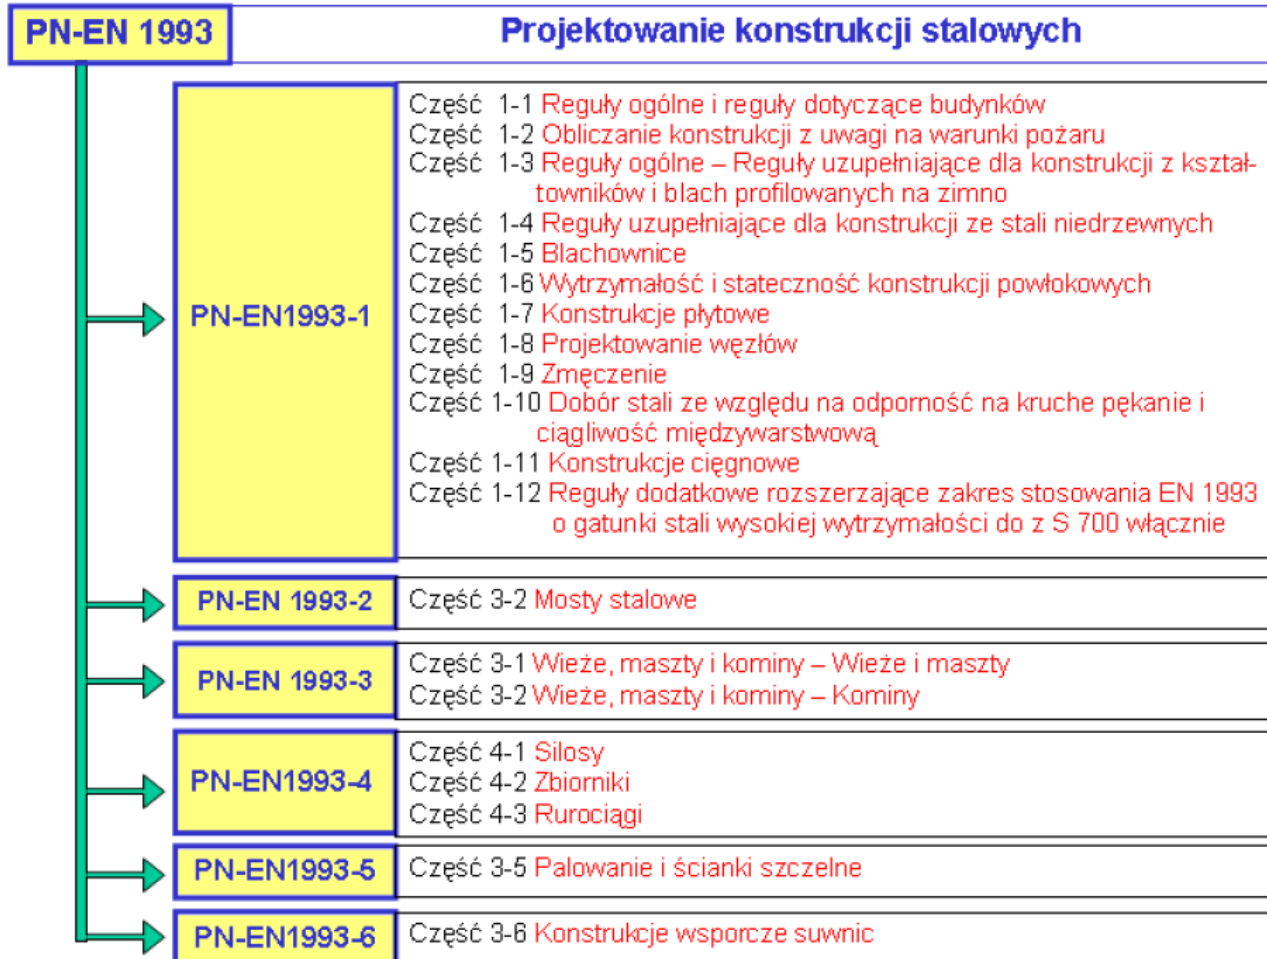 PN-EN 1993
Projektowanie konstrukcji stalowych
PN-EN1993-1
Część 1-1 Reguły ogólne i reguły dotyczące budynków
Część 1-2 Obliczanie konstrukcji z uwagi na warunki pożaru
Część 1-3 Reguły ogólne – Reguły uzupełniające dla konstrukcji z kształ-
towników i blach profilowanych na zimno
Część 1-4 Reguły uzupełniające dla konstrukcji ze stali niedrzewnych
Część 1-5 Blachownice
Część 1-6 Wytrzymałość i stateczność konstrukcji powłokowych
Część 1-7 Konstrukcje płytowe
Część 1-8 Projektowanie węzłów
Część 1-9 Zmęczenie
Część 1-10 Dobór stali ze względu na odporność na kruche pękanie i
ciągliwość międzywarstwową
Część 1-11 Konstrukcje cięgnowe
Część 1-12 Reguły dodatkowe rozszerzające zakres stosowania EN 1993
o gatunki stali wysokiej wytrzymałości do z S 700 włącznie
PN-EN 1993-2
Część 3-2 Mosty stalowe
PN-EN 1993-3
Część 3-1 Wieże, maszty i kominy – Wieże i maszty
Część 3-2 Wieże, maszty i kominy – Kominy
PN-EN1993-4
Część 4-1 Silosy
Część 4-2 Zbiorniki
Część 4-3 Rurociągi
PN-EN1993-5
Część 3-5 Palowanie i ścianki szczelne
PN-EN1993-6
Część 3-6 Konstrukcje wsporcze suwnic